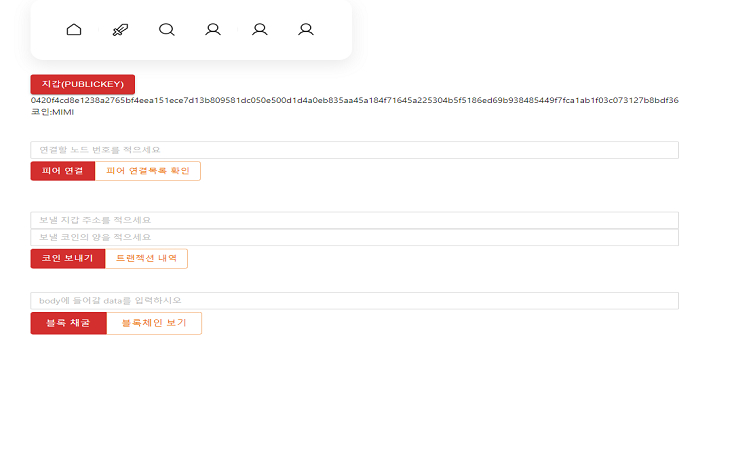 지갑(PUBLICKEY)
0420f4cd8e1238a2765bf4eea151ece7d13b809581dc050e500d1d4a0eb835aa45a184f71645a225304b5f5186ed69b938485449f7fca1ab1f03c073127b8bdf36
코인:MIMI
연결할 노드 번호를 적으세요
피어 연결 피어 연결목록 확인
보낼 지갑 주소를 적으세요
보낼 코인의 양을 적으세요
코인 보내기 트랜잭션 내역
body에 들어갈 data를 입력하시오
블록 채굴 블록체인 보기